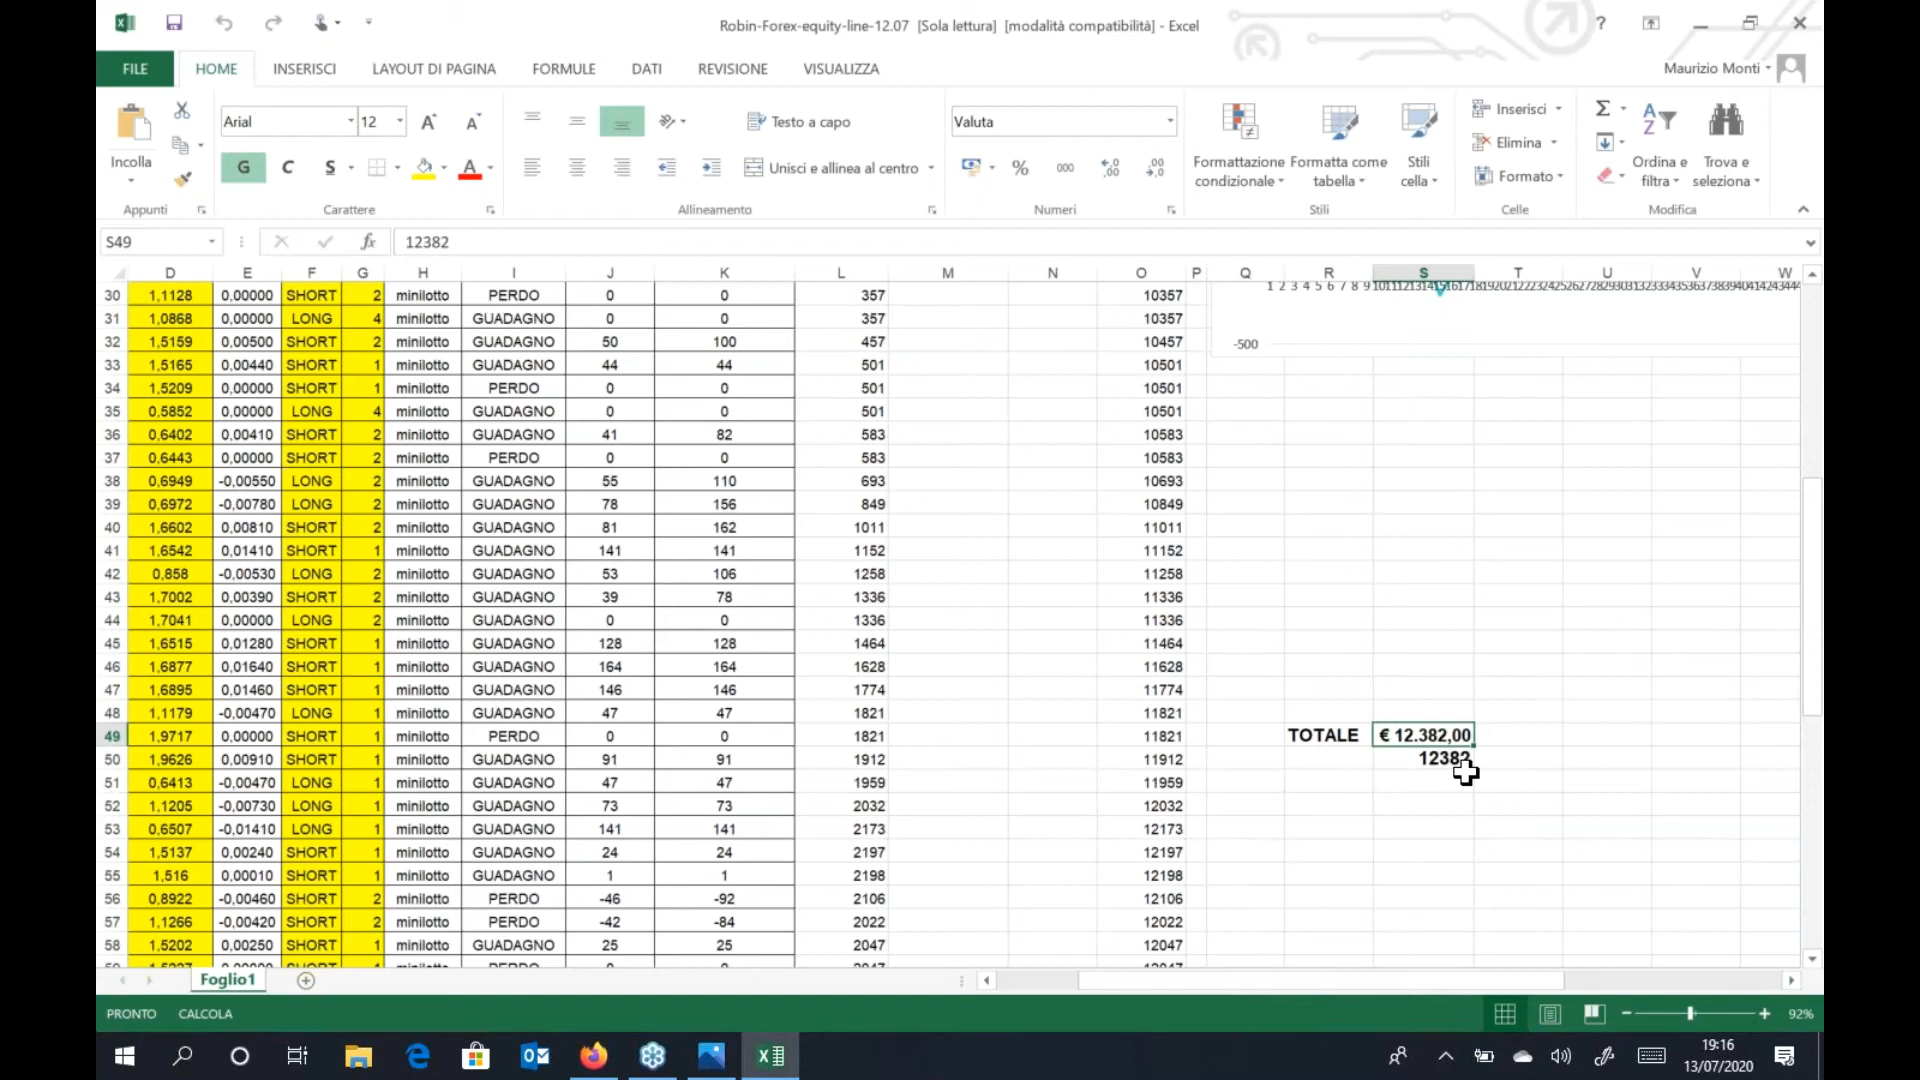 Robin-Forex-equity-line-12.07 [Sola lettura] [modalità compatibilità] - Excel
FILE HOME INSERISCI LAYOUT DI PAGINA FORMULE DATI REVISIONE VISUALIZZA Maurizio Monti
Incolla Arial 12 Testo a capo Valuta Inserisci
G C S A Unisci e allinea al centro % 000 Formattazione condizionale Formatta come tabella Stili cella Elimina Formato Ordina e filtra Trova e seleziona
Appunti Carattere Allineamento Numeri Stili Celle Modifica
S49 fx 12382
D E F G H I J K L M N O P Q R S T U V W
30 1,1128 0,00000 SHORT 2 minilotto PERDO 0 0 357 10357
31 1,0868 0,00000 LONG 4 minilotto GUADAGNO 0 0 357 10357
32 1,5159 0,00500 SHORT 2 minilotto GUADAGNO 50 100 457 10457
-500
33 1,5165 0,00440 SHORT 1 minilotto GUADAGNO 44 44 501 10501
34 1,5209 0,00000 SHORT 1 minilotto PERDO 0 0 501 10501
35 0,5852 0,00000 LONG 4 minilotto GUADAGNO 0 0 501 10501
36 0,6402 0,00410 SHORT 2 minilotto GUADAGNO 41 82 583 10583
37 0,6443 0,00000 SHORT 2 minilotto PERDO 0 0 583 10583
38 0,6949 -0,00550 LONG 2 minilotto GUADAGNO 55 110 693 10693
39 0,6972 -0,00780 LONG 2 minilotto GUADAGNO 78 156 849 10849
40 1,6602 0,00810 SHORT 2 minilotto GUADAGNO 81 162 1011 11011
41 1,6542 0,01410 SHORT 1 minilotto GUADAGNO 141 141 1152 11152
42 0,858 -0,00530 LONG 2 minilotto GUADAGNO 53 106 1258 11258
43 1,7002 0,00390 SHORT 2 minilotto GUADAGNO 39 78 1336 11336
44 1,7041 0,00000 LONG 2 minilotto GUADAGNO 0 0 1336 11336
45 1,6515 0,01280 SHORT 1 minilotto GUADAGNO 128 128 1464 11464
46 1,6877 0,01640 SHORT 1 minilotto GUADAGNO 164 164 1628 11628
47 1,6895 0,01460 SHORT 1 minilotto GUADAGNO 146 146 1774 11774
48 1,1179 -0,00470 LONG 1 minilotto GUADAGNO 47 47 1821 11821
49 1,9717 0,00000 SHORT 1 minilotto PERDO 0 0 1821 11821 TOTALE € 12.382,00
50 1,9626 0,00910 SHORT 1 minilotto GUADAGNO 91 91 1912 11912 12382
51 0,6413 -0,00470 LONG 1 minilotto GUADAGNO 47 47 1959 11959
52 1,1205 -0,00730 LONG 1 minilotto GUADAGNO 73 73 2032 12032
53 0,6507 -0,01410 LONG 1 minilotto GUADAGNO 141 141 2173 12173
54 1,5137 0,00240 SHORT 1 minilotto GUADAGNO 24 24 2197 12197
55 1,516 0,00010 SHORT 1 minilotto GUADAGNO 1 1 2198 12198
56 0,8922 -0,00460 SHORT 2 minilotto PERDO -46 -92 2106 12106
57 1,1266 -0,00420 SHORT 2 minilotto PERDO -42 -84 2022 12022
58 1,5202 0,00250 SHORT 1 minilotto GUADAGNO 25 25 2047 12047
Foglio1
PRONTO CALCOLA 92%
19:16
13/07/2020